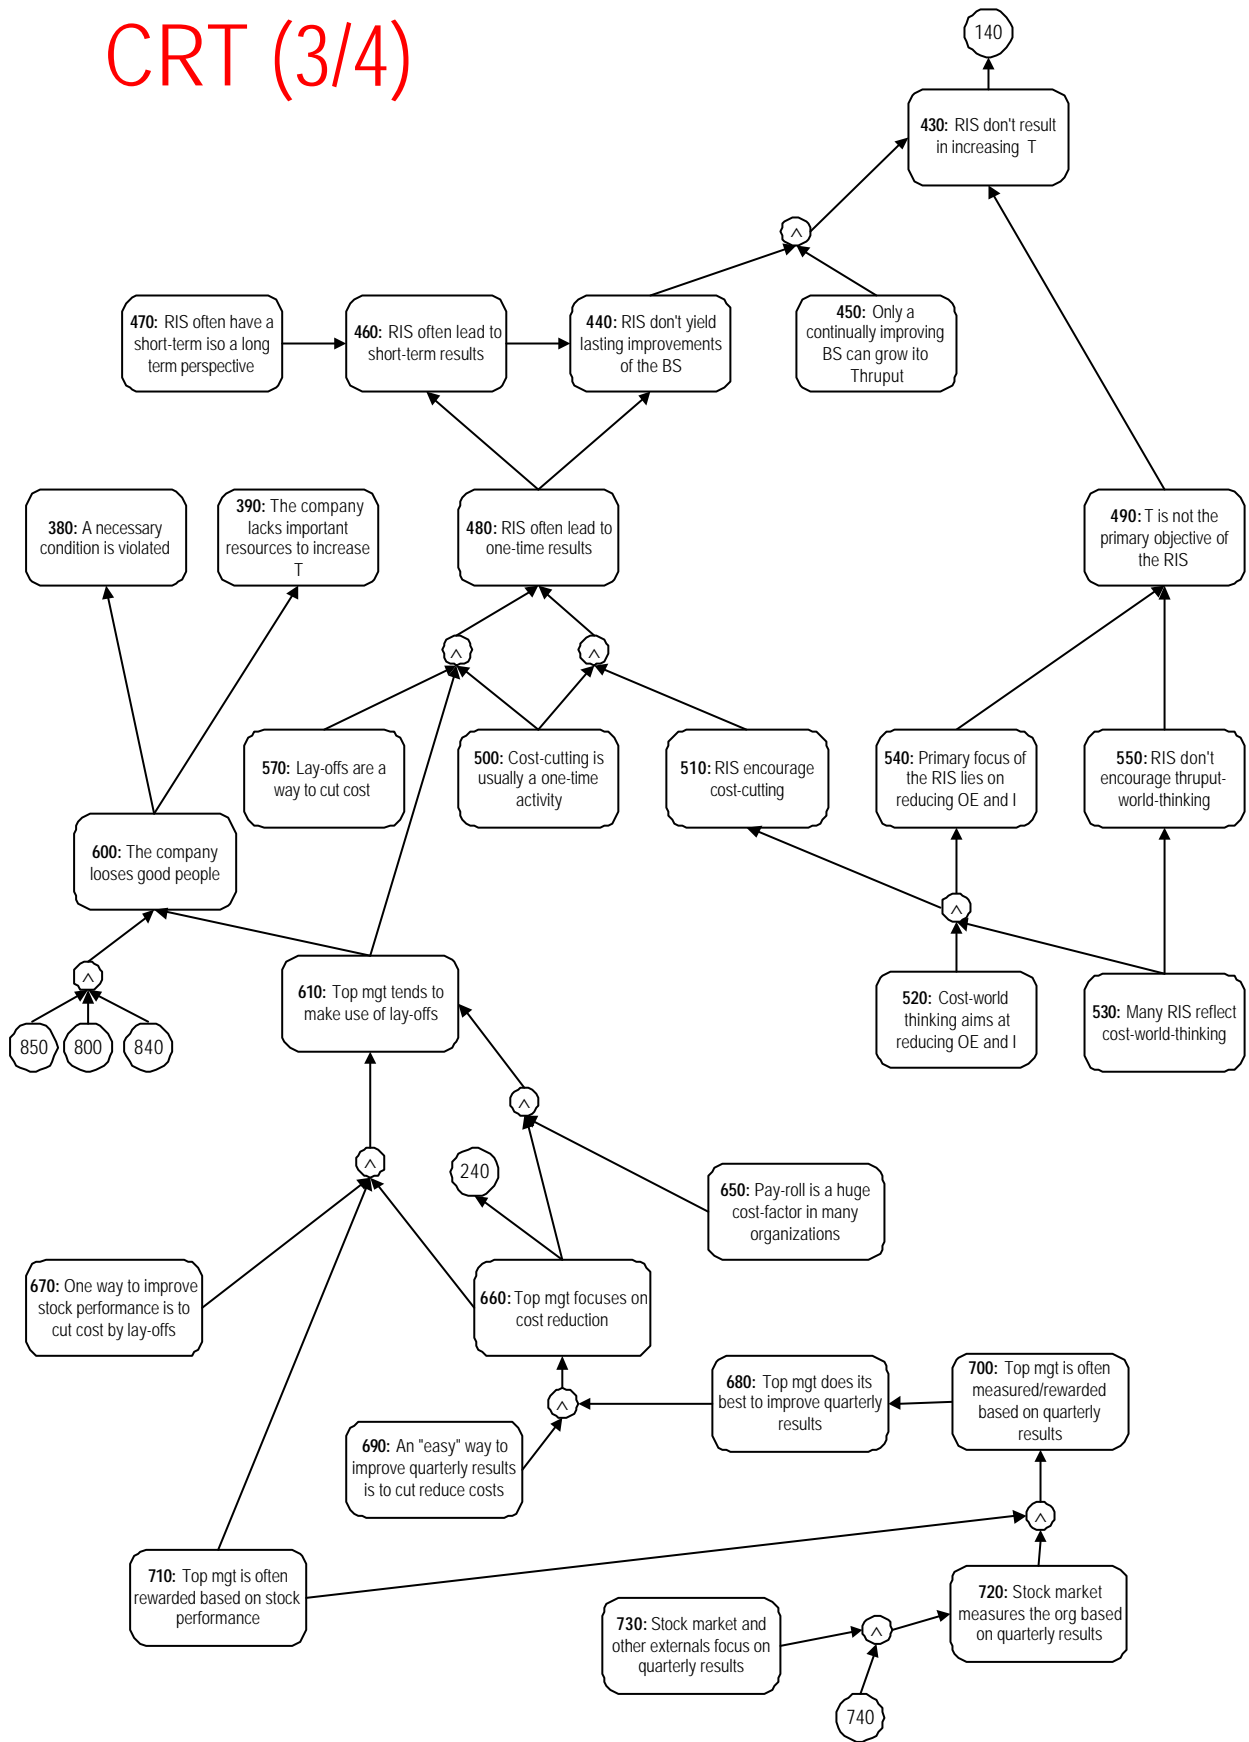 CRT (3/4)
140
430: RIS don't result
in increasing T
^
470: RIS often have a
short-term iso a long
term perspective
460: RIS often lead to
short-term results
440: RIS don't yield
lasting improvements
of the BS
450: Only a
continually improving
BS can grow ito
Thruput
380: A necessary
condition is violated
390: The company
lacks important
resources to increase
T
480: RIS often lead to
one-time results
490: T is not the
primary objective of
the RIS
^
^
570: Lay-offs are a
way to cut cost
500: Cost-cutting is
usually a one-time
activity
510: RIS encourage
cost-cutting
540: Primary focus of
the RIS lies on
reducing OE and I
550: RIS don't
encourage thruput-
world-thinking
600: The company
looses good people
^
^
850
800
840
610: Top mgt tends to
make use of lay-offs
520: Cost-world
thinking aims at
reducing OE and I
530: Many RIS reflect
cost-world-thinking
^
^
240
650: Pay-roll is a huge
cost-factor in many
organizations
670: One way to improve
stock performance is to
cut cost by lay-offs
660: Top mgt focuses on
cost reduction
^
680: Top mgt does its
best to improve quarterly
results
700: Top mgt is often
measured/rewarded
based on quarterly
results
690: An "easy" way to
improve quarterly results
is to cut reduce costs
^
710: Top mgt is often
rewarded based on stock
performance
720: Stock market
measures the org based
on quarterly results
730: Stock market and
other externals focus on
quarterly results
^
740